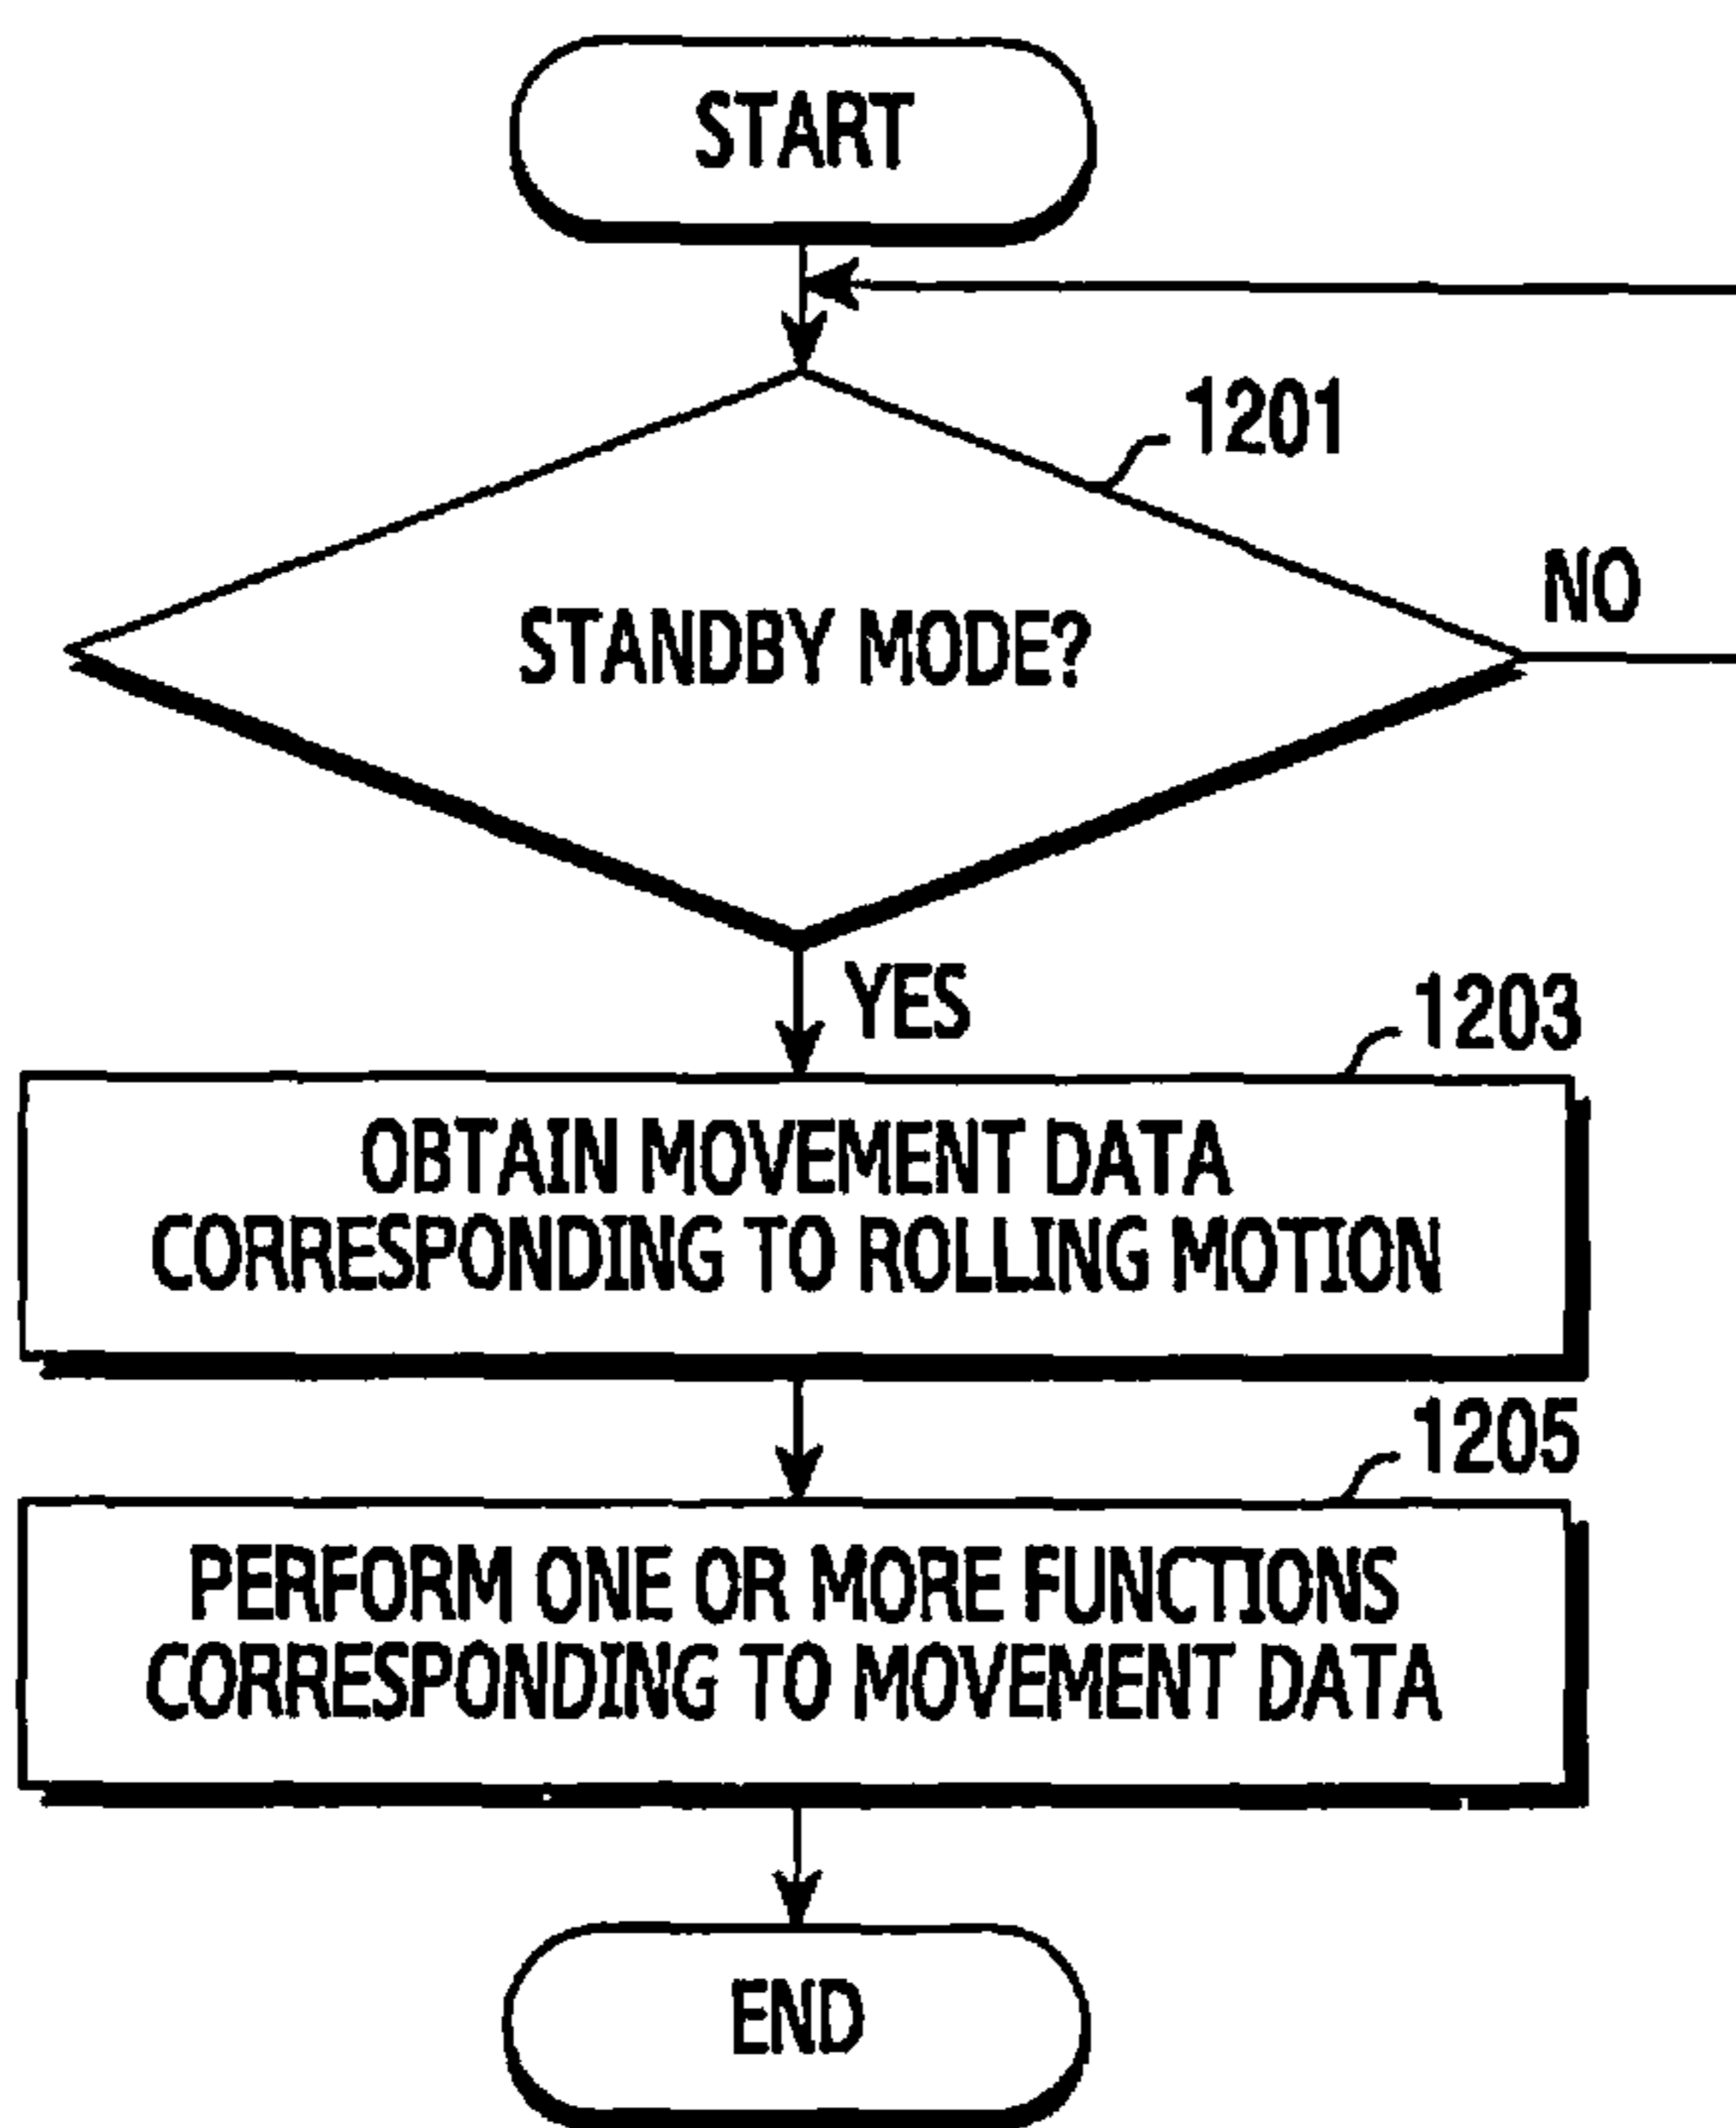 START
1201
NO
STANDBY MODE?
YES
1203
OBTAIN MOVEMENT DATA
CORRESPONDING TO ROLLING MOTION
1205
PERFORM ONE OR MORE FUNCTIONS
CORRESPONDING TO MOVEMENT DATA
END